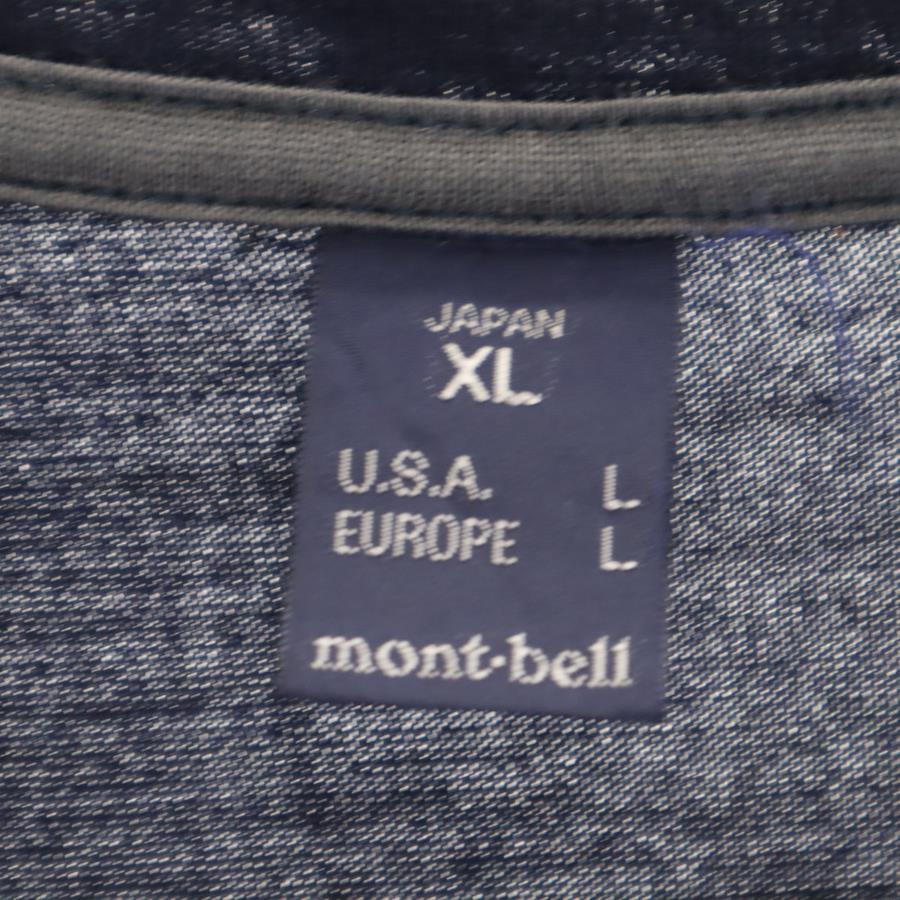 JAPAN
XL
U.S.A. L
EUROPE L
mont·bell